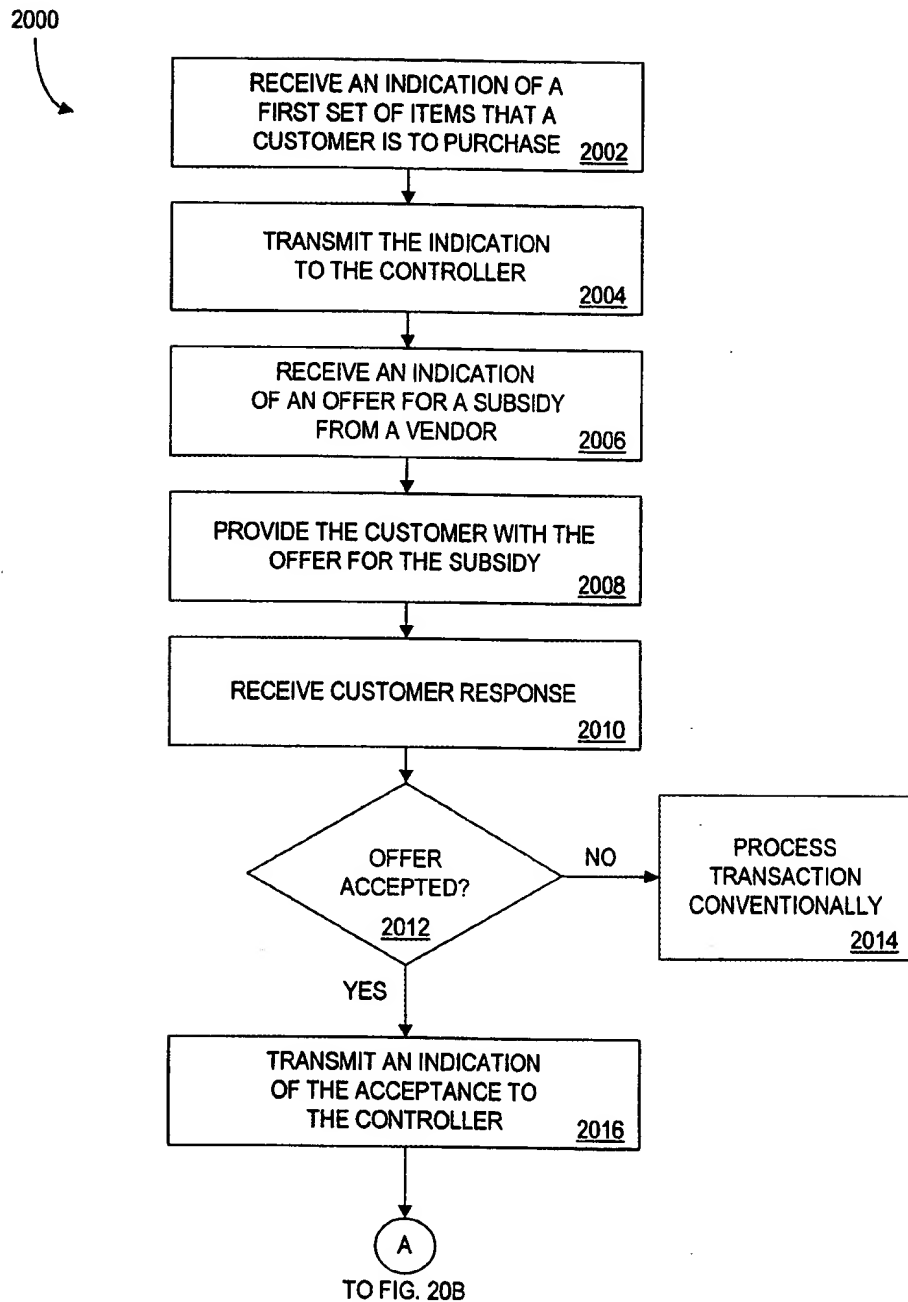 2000
RECEIVE AN INDICATION OF A
FIRST SET OF ITEMS THAT A
CUSTOMER IS TO PURCHASE
2002
TRANSMIT THE INDICATION
TO THE CONTROLLER
2004
RECEIVE AN INDICATION
OF AN OFFER FOR A SUBSIDY
FROM A VENDOR
2006
PROVIDE THE CUSTOMER WITH THE
OFFER FOR THE SUBSIDY
2008
RECEIVE CUSTOMER RESPONSE
2010
OFFER
ACCEPTED?
2012
NO
PROCESS
TRANSACTION
CONVENTIONALLY
2014
YES
TRANSMIT AN INDICATION
OF THE ACCEPTANCE TO
THE CONTROLLER
2016
A
TO FIG. 20B